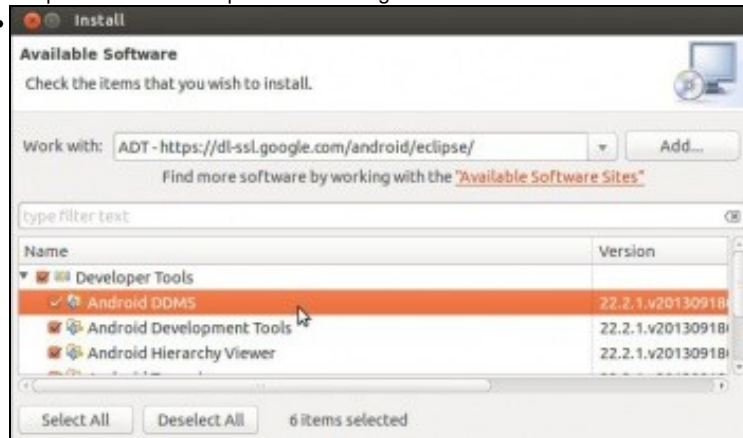 Install
Available Software
Check the items that you wish to install.
Work with: ADT - https://dl-ssl.google.com/android/eclipse/ Add...
Find more software by working with the "Available Software Sites"
type filter text
Name Version
Developer Tools
Android DDMS 22.2.1.v20130918
Android Development Tools 22.2.1.v20130918
Android Hierarchy Viewer 22.2.1.v20130918
Select All Deselect All 6 items selected